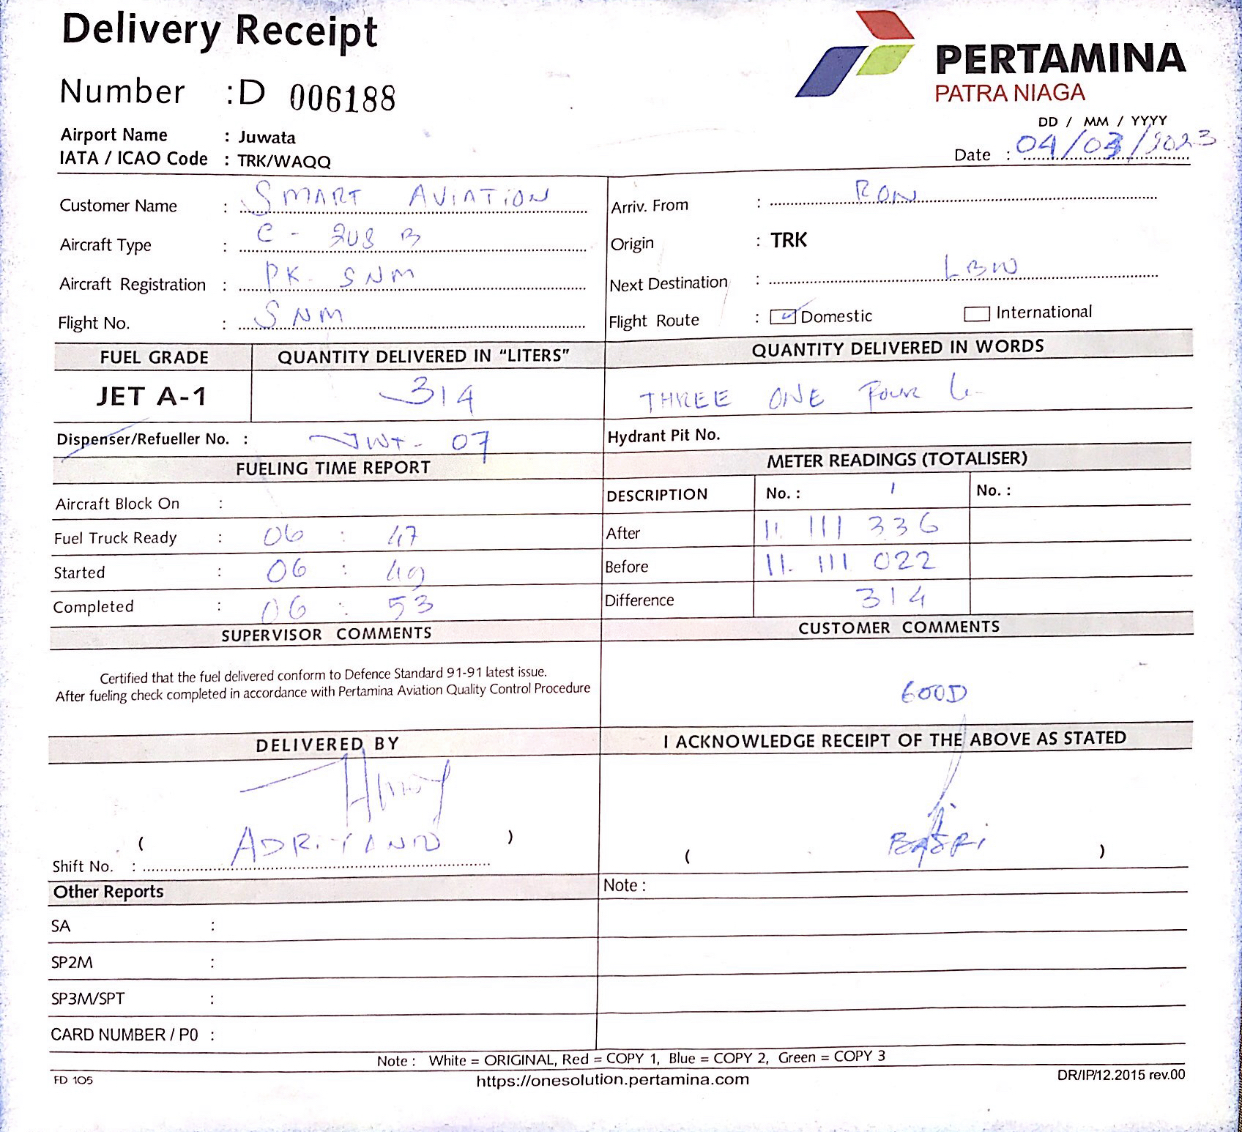 Delivery Receipt
Number :D 006188
PERTAMINA
PATRA NIAGA
Airport Name : Juwata
IATA / ICAO Code : TRK/WAQQ
DD / MM / YYYY
Date : 04/03/2023
Customer Name : SMART AVIATION
Aircraft Type : C - 208 B
Aircraft Registration : PK SNM
Flight No. : SNM
Arriv. From : RON
Origin : TRK
Next Destination : LBW
Flight Route : Domestic International
FUEL GRADE QUANTITY DELIVERED IN "LITERS" QUANTITY DELIVERED IN WORDS
JET A-1 314 THREE ONE FOUR L
Dispenser/Refueller No. : JWT - 07 Hydrant Pit No.
FUELING TIME REPORT
Aircraft Block On :
Fuel Truck Ready : 06 : 47
Started : 06 : 49
Completed : 06 : 53
METER READINGS (TOTALISER)
DESCRIPTION No. : 1 No. :
After 11. 111 336
Before 11. 111 022
Difference 314
SUPERVISOR COMMENTS
Certified that the fuel delivered conform to Defence Standard 91-91 latest issue.
After fueling check completed in accordance with Pertamina Aviation Quality Control Procedure
CUSTOMER COMMENTS
GOOD
DELIVERED BY
( ADRIYANO )
Shift No. :
I ACKNOWLEDGE RECEIPT OF THE ABOVE AS STATED
( )
Other Reports
SA :
SP2M :
SP3M/SPT :
CARD NUMBER / P0 :
Note :
Note : White = ORIGINAL, Red = COPY 1, Blue = COPY 2, Green = COPY 3
FD 105
https://onesolution.pertamina.com
DR/IP/12.2015 rev.00